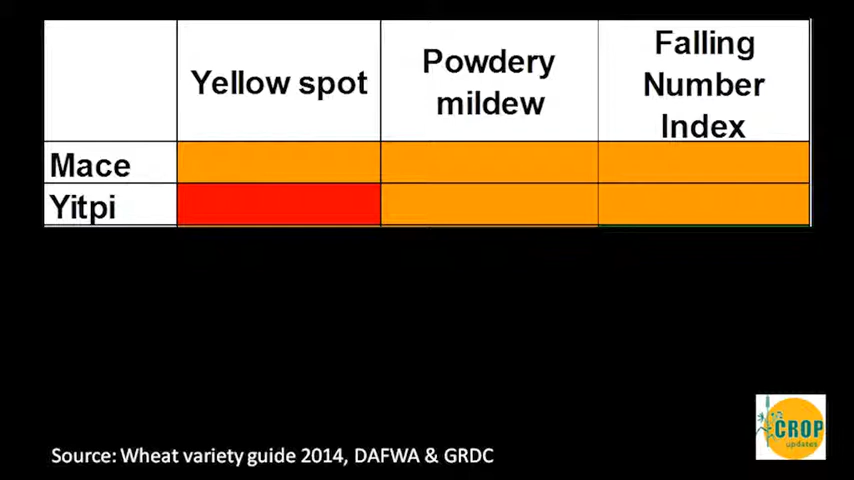 Yellow spot
Powdery
mildew
Falling
Number
Index
Mace
Yitpi
CROP
updates
Source: Wheat variety guide 2014, DAFWA & GRDC